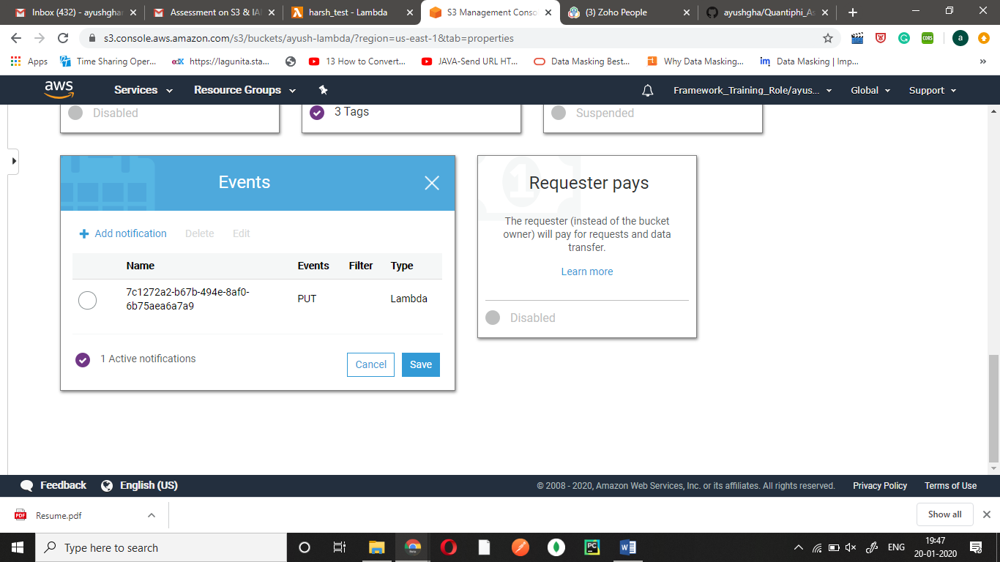 Inbox (432) - ayushghar
Assessment on S3 & IA
harsh_test - Lambda
S3 Management Conso
(3) Zoho People
ayushgha/Quantiphi_As
s3.console.aws.amazon.com/s3/buckets/ayush-lambda/?region=us-east-1&tab=properties
CORS
a
Apps
Time Sharing Oper...
edX
https://lagunita.sta...
13 How to Convert...
JAVA-Send URL HT...
Data Masking Best...
Why Data Masking...
im
Data Masking | Imp...
»
aws
Services
Resource Groups
Framework_Training_Role/ayus...
Global
Support
Disabled
3 Tags
Suspended
Events
Add notification
Delete
Edit
Name
Events
Filter
Type
7c1272a2-b67b-494e-8af0-
6b75aea6a7a9
PUT
Lambda
1 Active notifications
Cancel
Save
Requester pays
The requester (instead of the bucket
owner) will pay for requests and data
transfer.
Learn more
Disabled
Feedback
English (US)
© 2008 - 2020, Amazon Web Services, Inc. or its affiliates. All rights reserved.
Privacy Policy
Terms of Use
PDF
Resume.pdf
Show all
Type here to search
PC
W
ENG
19:47
20-01-2020